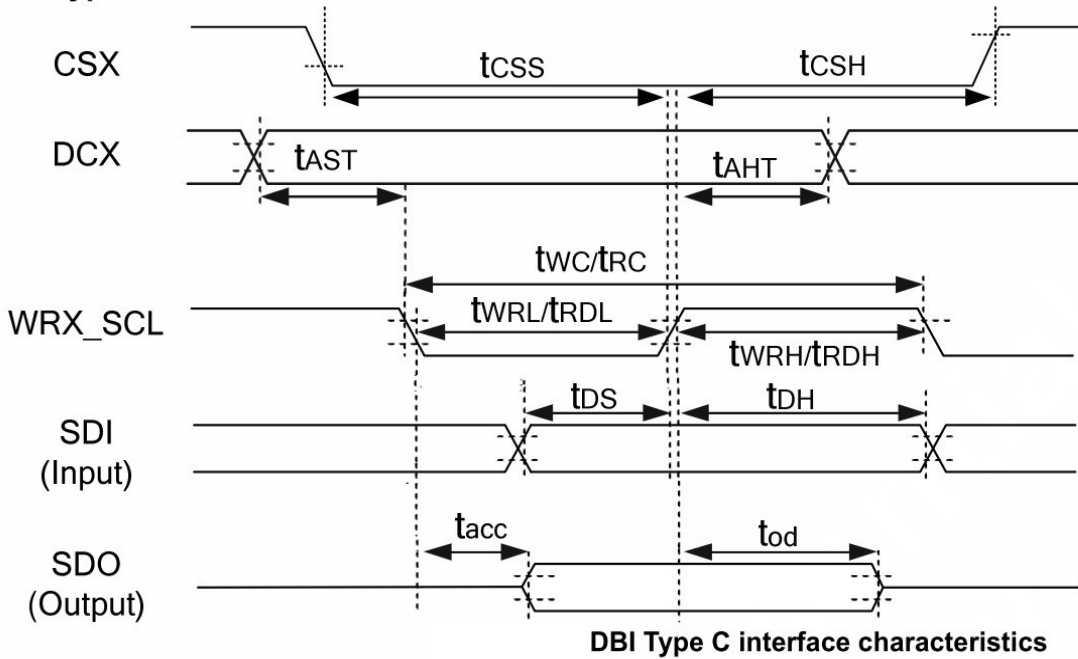 CSX
tCSS
tCSH
DCX
tAST
tAHT
tWC/tRC
WRX_SCL
tWRL/tRDL
tWRH/tRDH
tDS
tDH
SDI
(Input)
tacc
tod
SDO
(Output)
DBI Type C interface characteristics